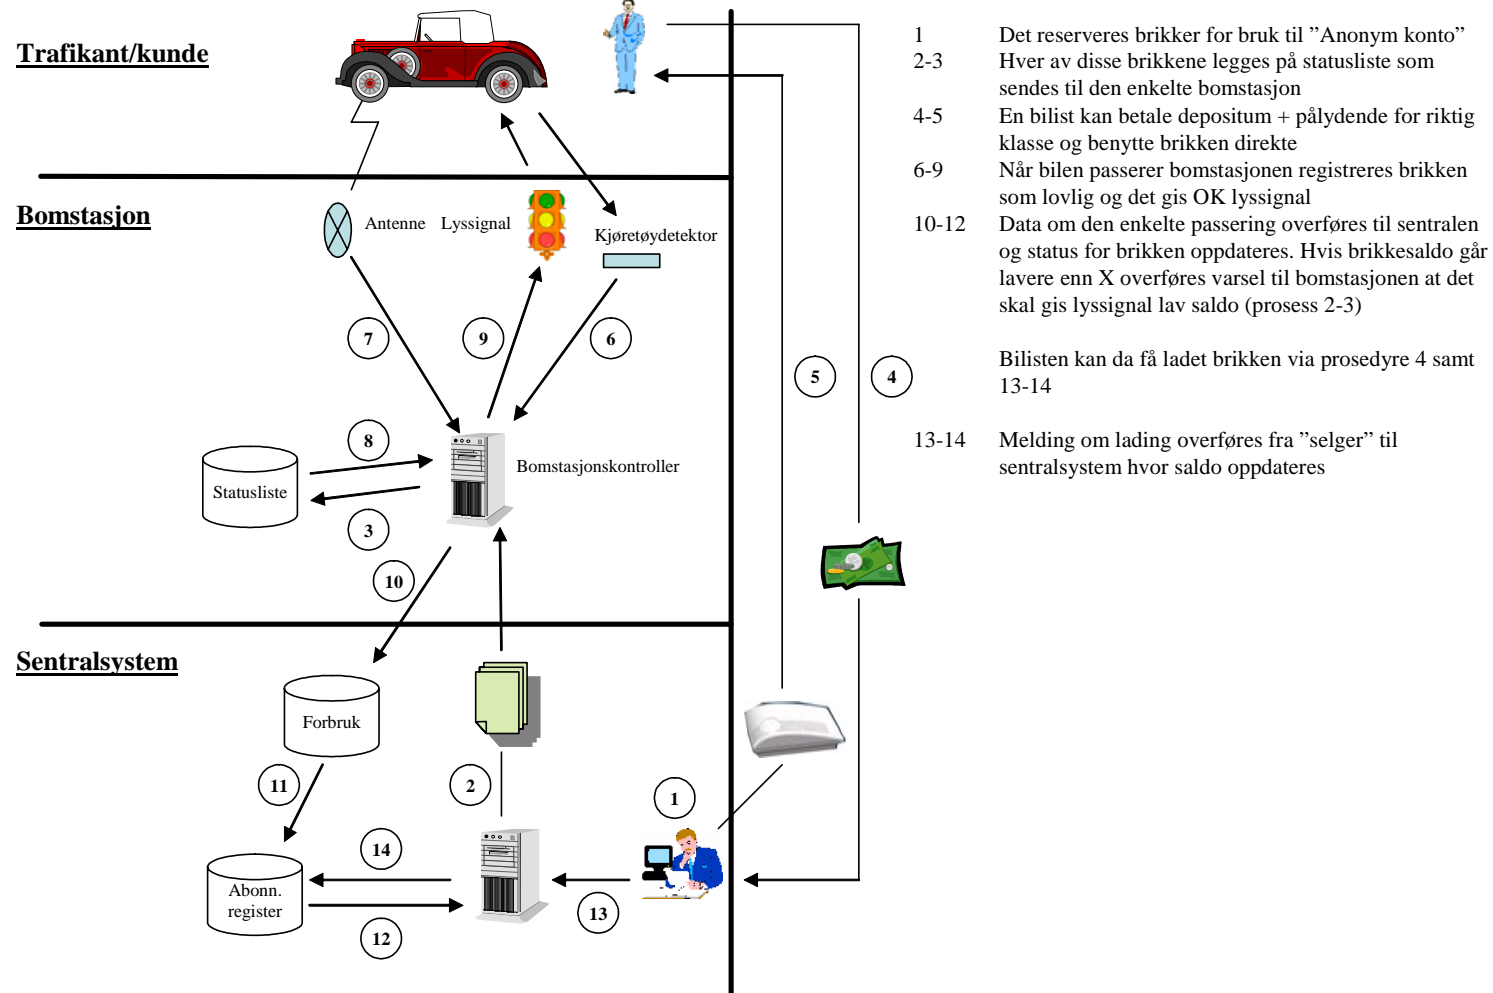 Trafikant/kunde
Bomstasjon
Antenne
Lyssignal
Kjøretøydetektor
7
9
6
8
Statusliste
Bomstasjonskontroller
3
10
5
4
Sentralsystem
Forbruk
11
2
1
14
Abonn.
register
12
13
1 Det reserveres brikker for bruk til ”Anonym konto”
2-3 Hver av disse brikkene legges på statusliste som
sendes til den enkelte bomstasjon
4-5 En bilist kan betale depositum + pålydende for riktig
klasse og benytte brikken direkte
6-9 Når bilen passerer bomstasjonen registreres brikken
som lovlig og det gis OK lyssignal
10-12 Data om den enkelte passering overføres til sentralen
og status for brikken oppdateres. Hvis brikkesaldo går
lavere enn X overføres varsel til bomstasjonen at det
skal gis lyssignal lav saldo (prosess 2-3)
Bilisten kan da få ladet brikken via prosedyre 4 samt
13-14
13-14 Melding om lading overføres fra ”selger” til
sentralsystem hvor saldo oppdateres